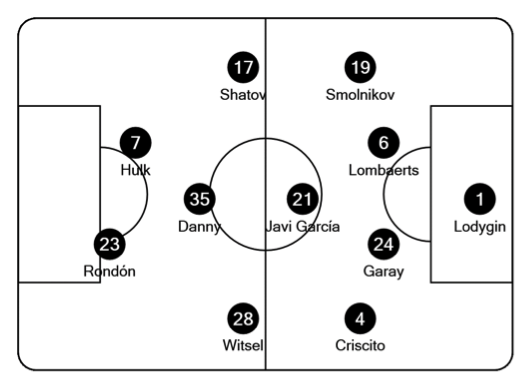 17
Shatov
19
Smolnikov
7
Hulk
6
Lombaerts
35
Danny
21
Javi García
1
Lodygin
23
Rondón
24
Garay
28
Witsel
4
Criscito